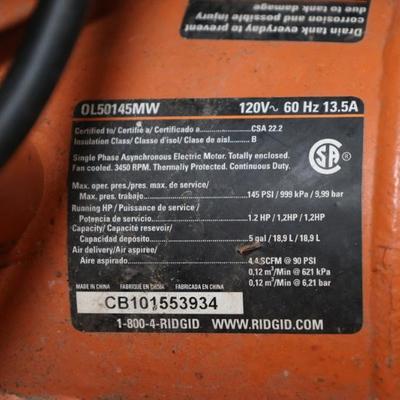 Drain tank everyday to prevent
corrosion and possible injury
due to tank damage
OL50145MW 120V~ 60 Hz 13.5A
Certified to/ Certifié a/ Certificado a CSA 22.2
Insulation Class/ Classe d'isol/ Clase de aisl. B
Single Phase Asynchronous Electric Motor. Totally enclosed.
Fan cooled. 3450 RPM. Thermally Protected. Continuous Duty.
Max. oper. pres/pres. max. de service/
Max. pres. trabajo 145 PSI / 999 kPa / 9,99 bar
Running HP / Puissance de service /
Potencia de servicio 1.2 HP / 1,2HP / 1,2HP
Capacity/ Capacité resevoir/
Capacidad depósito 5 gal / 18,9 L / 18,9 L
Air delivery/ Air aspiree/
Aire aspirado 4.4 SCFM @ 90 PSI
0,12 m³/Min @ 621 kPa
0,12 m³/Min @ 6,21 bar
MADE IN CHINA FABRIQUÉ EN CHINE FABRICADA EN CHINA
CB101553934
1-800-4-RIDGID WWW.RIDGID.COM